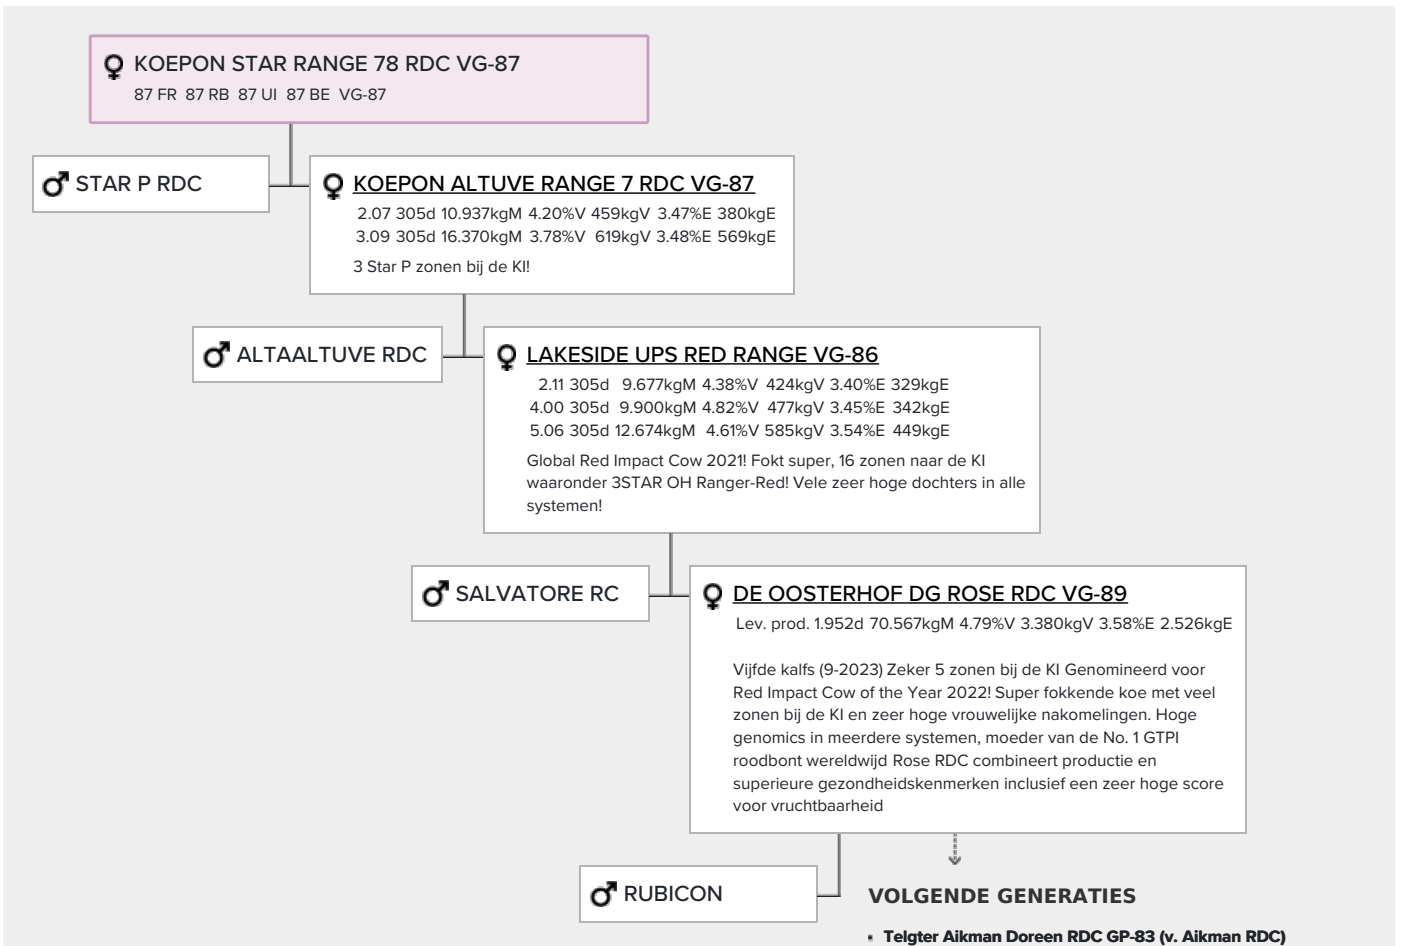 KOEPON STAR RANGE 78 RDC VG-87
87 FR 87 RB 87 UI 87 BE VG-87
STAR P RDC
KOEPON ALTUVE RANGE 7 RDC VG-87
2.07 305d 10.937kgM 4.20%V 459kgV 3.47%E 380kgE
3.09 305d 16.370kgM 3.78%V 619kgV 3.48%E 569kgE
3 Star P zonen bij de KI!
ALTAALTUVE RDC
LAKESIDE UPS RED RANGE VG-86
2.11 305d 9.677kgM 4.38%V 424kgV 3.40%E 329kgE
4.00 305d 9.900kgM 4.82%V 477kgV 3.45%E 342kgE
5.06 305d 12.674kgM 4.61%V 585kgV 3.54%E 449kgE
Global Red Impact Cow 2021! Fokt super, 16 zonen naar de KI
waaronder 3STAR OH Ranger-Red! Vele zeer hoge dochters in alle
systemen!
SALVATORE RC
DE OOSTERHOF DG ROSE RDC VG-89
Lev. prod. 1.952d 70.567kgM 4.79%V 3.380kgV 3.58%E 2.526kgE
Vijfde kalfs (9-2023) Zeker 5 zonen bij de KI Genomineerd voor
Red Impact Cow of the Year 2022! Super fokkende koe met veel
zonen bij de KI en zeer hoge vrouwelijke nakomelingen. Hoge
genomics in meerdere systemen, moeder van de No. 1 GTPI
roodbont wereldwijd Rose RDC combineert productie en
superieure gezondheidskenmerken inclusief een zeer hoge score
voor vruchtbaarheid
RUBICON
VOLGENDE GENERATIES
▪ Telgter Aikman Doreen RDC GP-83 (v. Aikman RDC)